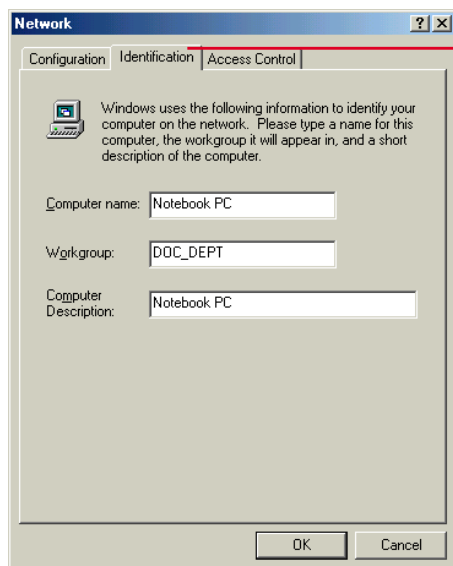 Network
Configuration Identification Access Control
Windows uses the following information to identify your
computer on the network. Please type a name for this
computer, the workgroup it will appear in, and a short
description of the computer.
Computer name: Notebook PC
Workgroup: DOC_DEPT
Computer
Description: Notebook PC
OK Cancel